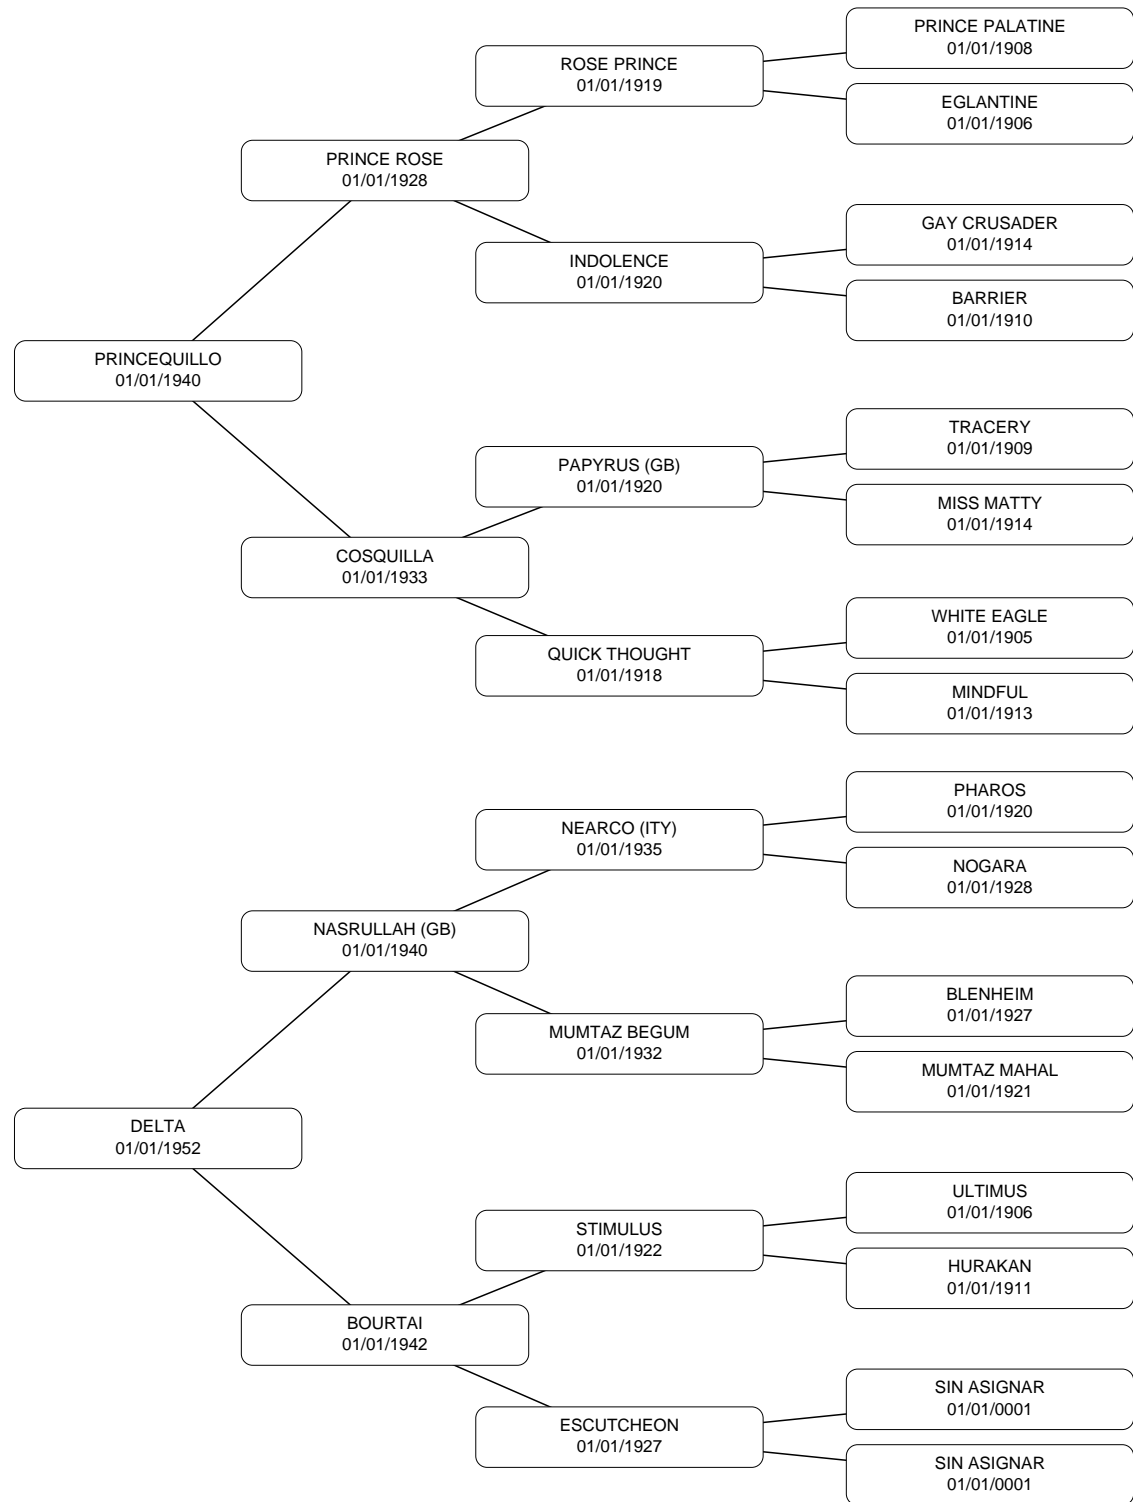 PRINCE PALATINE
01/01/1908
ROSE PRINCE
01/01/1919
EGLANTINE
01/01/1906
PRINCE ROSE
01/01/1928
GAY CRUSADER
01/01/1914
INDOLENCE
01/01/1920
BARRIER
01/01/1910
PRINCEQUILLO
01/01/1940
TRACERY
01/01/1909
PAPYRUS (GB)
01/01/1920
MISS MATTY
01/01/1914
COSQUILLA
01/01/1933
WHITE EAGLE
01/01/1905
QUICK THOUGHT
01/01/1918
MINDFUL
01/01/1913
PHAROS
01/01/1920
NEARCO (ITY)
01/01/1935
NOGARA
01/01/1928
NASRULLAH (GB)
01/01/1940
BLENHEIM
01/01/1927
MUMTAZ BEGUM
01/01/1932
MUMTAZ MAHAL
01/01/1921
DELTA
01/01/1952
ULTIMUS
01/01/1906
STIMULUS
01/01/1922
HURAKAN
01/01/1911
BOURTAI
01/01/1942
SIN ASIGNAR
01/01/0001
ESCUTCHEON
01/01/1927
SIN ASIGNAR
01/01/0001